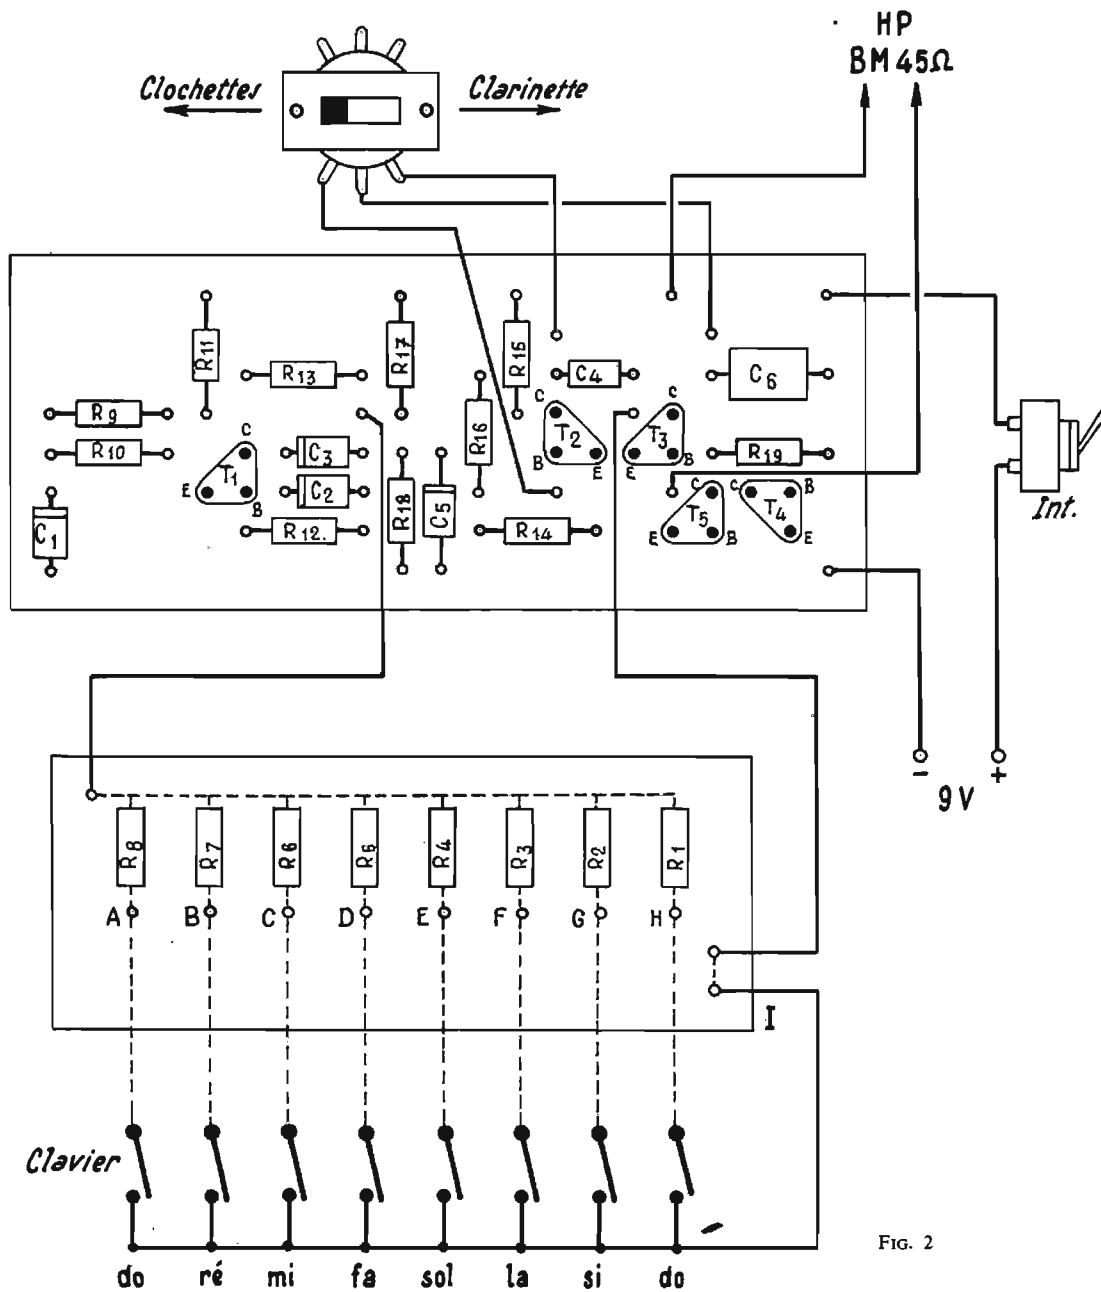 HP
BM 45Ω
Clochettes
Clarinette
R11
R13
R17
R15
C4
C6
R9
R10
T1
C
E
B
C3
C2
R12.
R18
C5
R16
R14
T2
C
B
E
T3
C
E
B
R19
T5
C
E
B
T4
C
B
E
C1
Int.
- +
9V
R8 R7 R6 R6 R4 R3 R2 R1
A B C D E F G H
I
Clavier
do ré mi fa sol la si do
FIG. 2